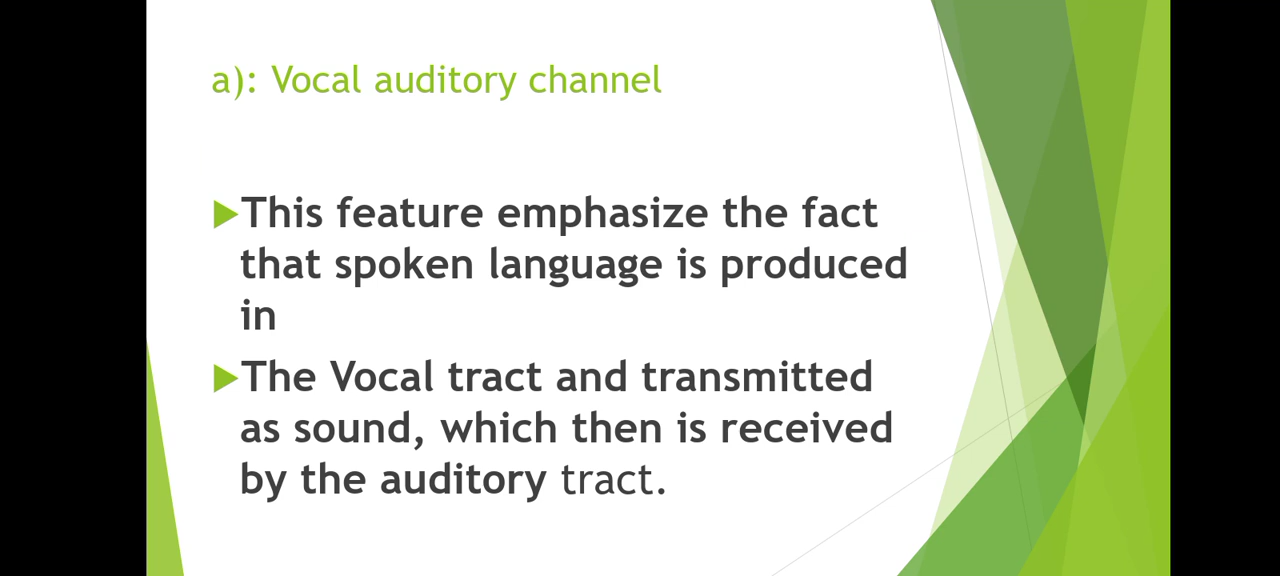 a): Vocal auditory channel
This feature emphasize the fact
that spoken language is produced
in
The Vocal tract and transmitted
as sound, which then is received
by the auditory tract.